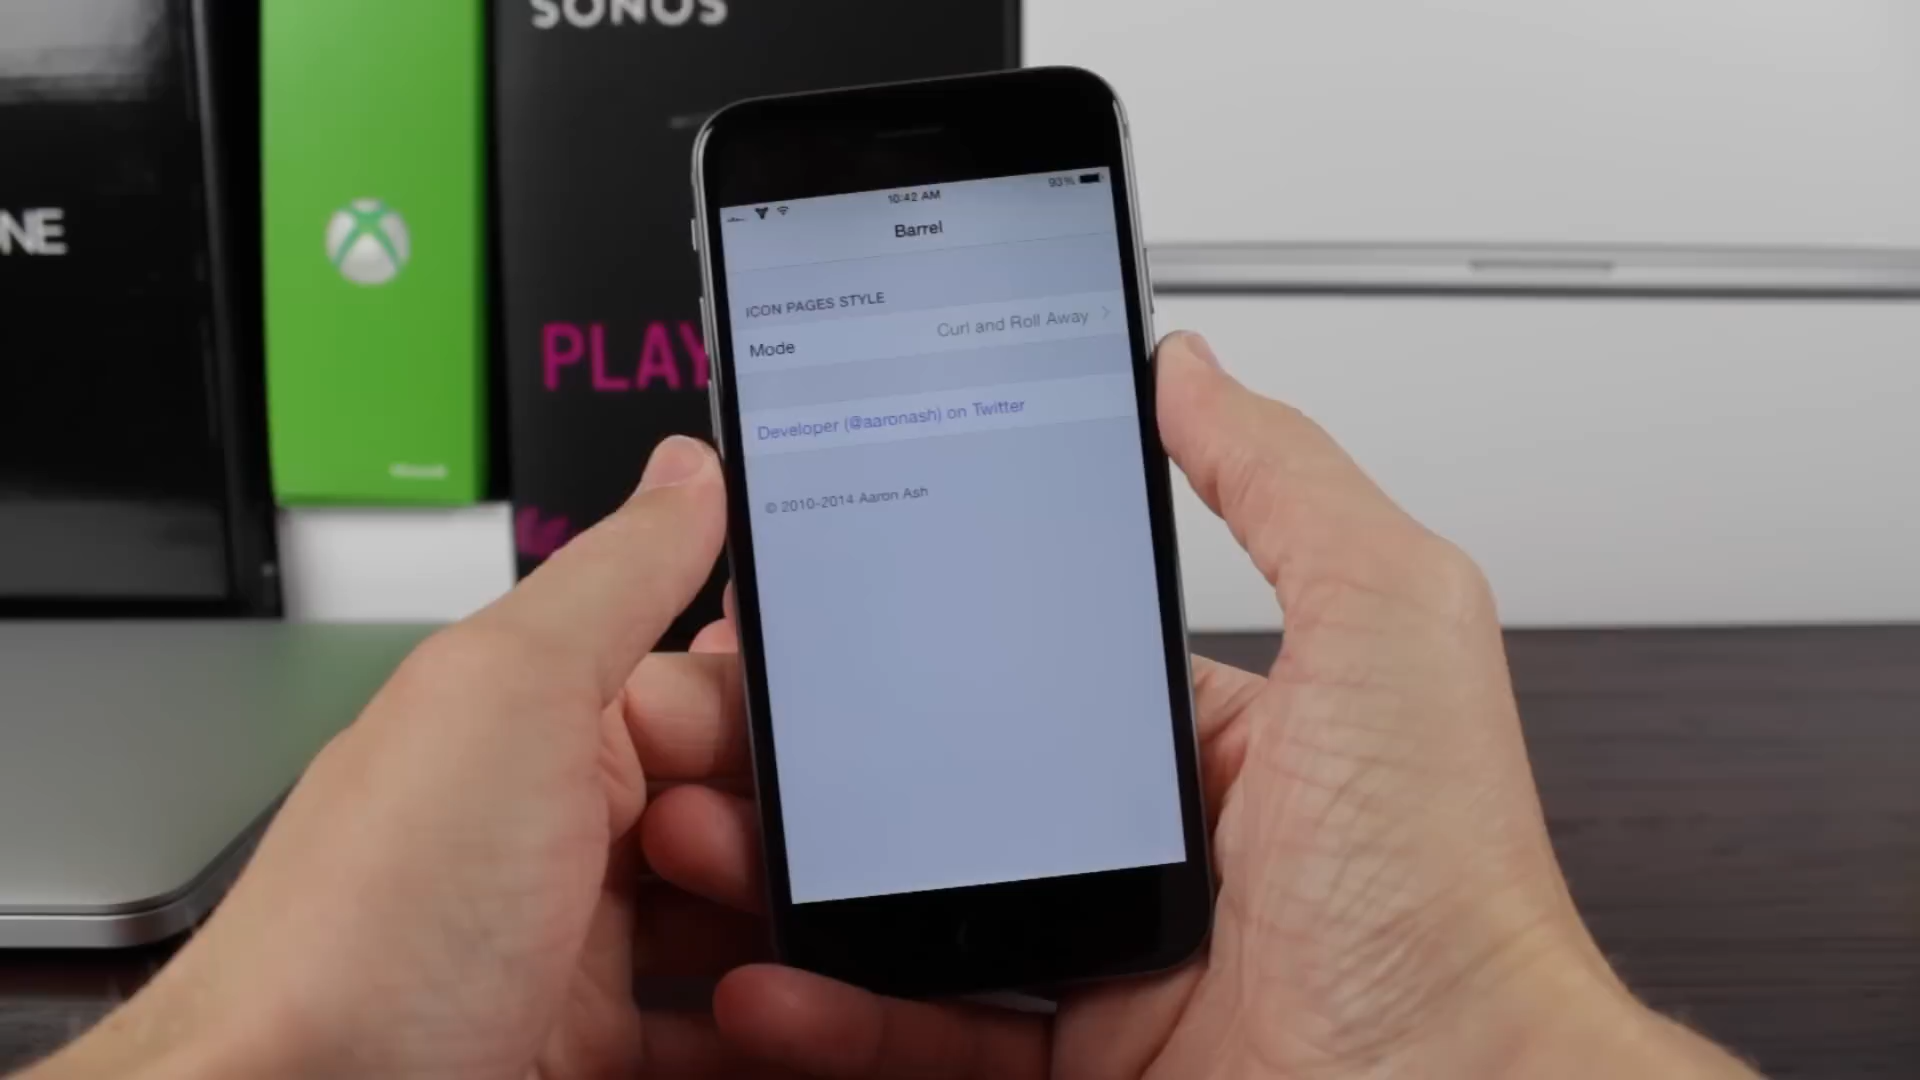 SONOS
NE
PLAY
Microsoft
10:42 AM
93%
Barrel
ICON PAGES STYLE
Mode
Curl and Roll Away
Developer (@aaronash) on Twitter
© 2010-2014 Aaron Ash